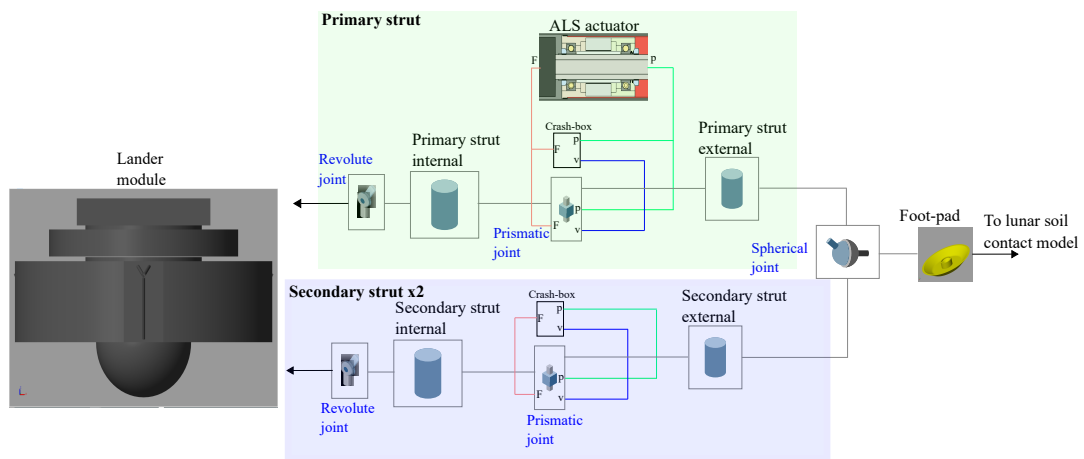 Primary strut
ALS actuator
F
p
Crash-box
p
F
v
Primary strut
internal
Primary strut
external
Revolute
joint
Lander
module
p
F
v
Prismatic
joint
Spherical
joint
Foot-pad
To lunar soil
contact model
Secondary strut x2
Crash-box
p
F
v
Secondary strut
internal
Secondary strut
external
p
F
v
Revolute
joint
Prismatic
joint